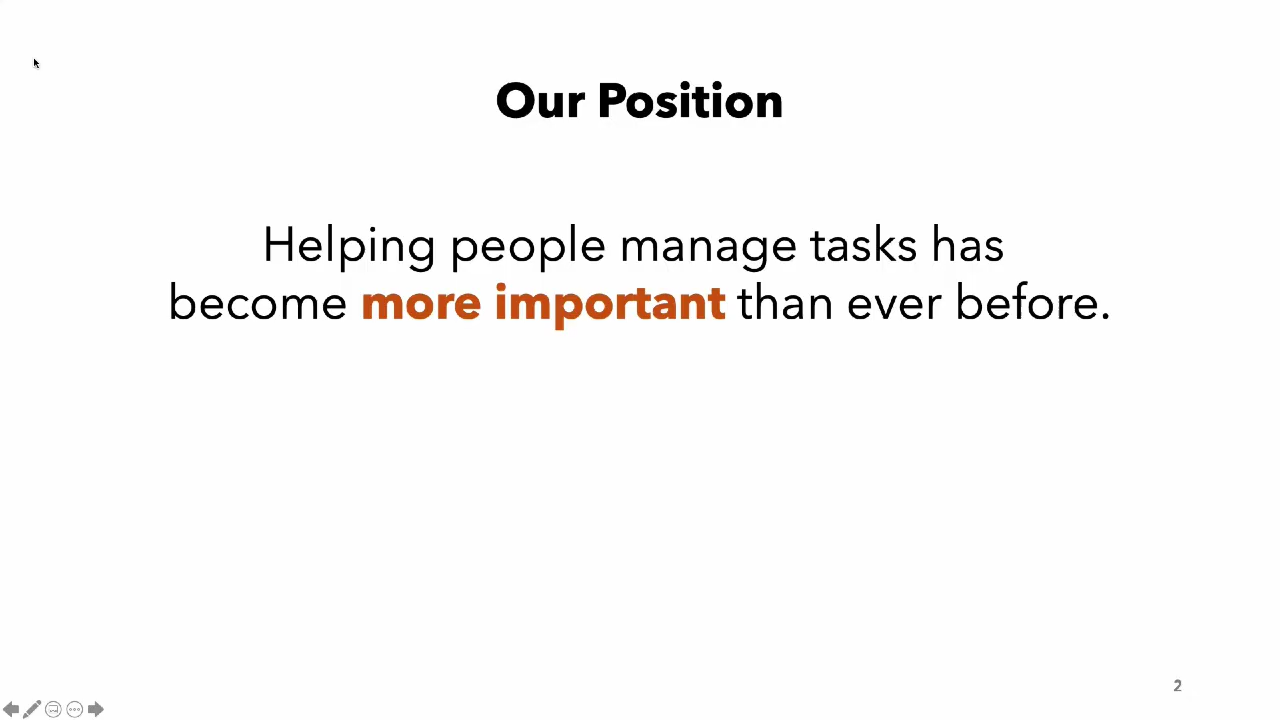 Our Position
Helping people manage tasks has
become more important than ever before.
2